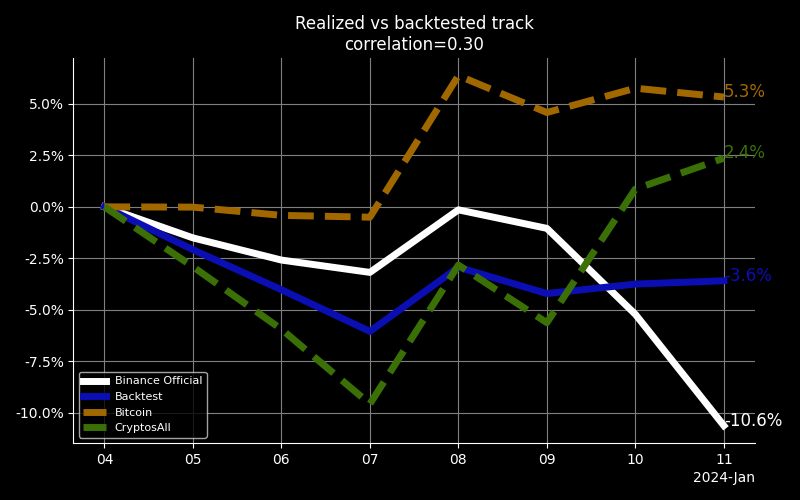 Realized vs backtested track
correlation=0.30
5.3%
5.0%
2.5%
2.4%
0.0%
-2.5%
-3.6%
-5.0%
-7.5%
-10.0%
-10.6%
Binance Official
Backtest
Bitcoin
CryptosAll
04 05 06 07 08 09 10 11
2024-Jan